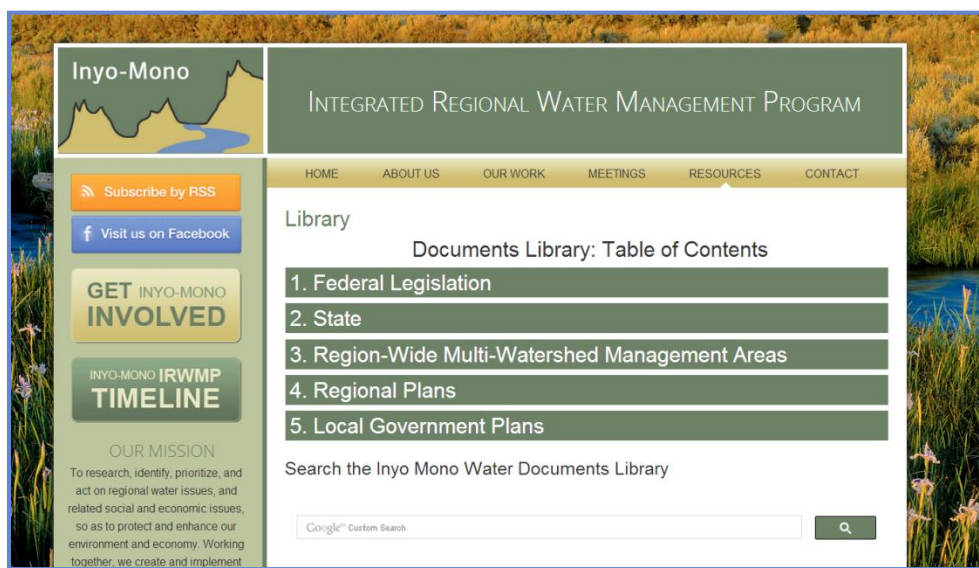 Inyo-Mono
INTEGRATED REGIONAL WATER MANAGEMENT PROGRAM
HOME ABOUT US OUR WORK MEETINGS RESOURCES CONTACT
Subscribe by RSS
f Visit us on Facebook
GET INYO-MONO
INVOLVED
INYO-MONO IRWMP
TIMELINE
OUR MISSION
To research, identify, prioritize, and
act on regional water issues, and
related social and economic issues,
so as to protect and enhance our
environment and economy. Working
together, we create and implement
Library
Documents Library: Table of Contents
1. Federal Legislation
2. State
3. Region-Wide Multi-Watershed Management Areas
4. Regional Plans
5. Local Government Plans
Search the Inyo Mono Water Documents Library
Google™ Custom Search